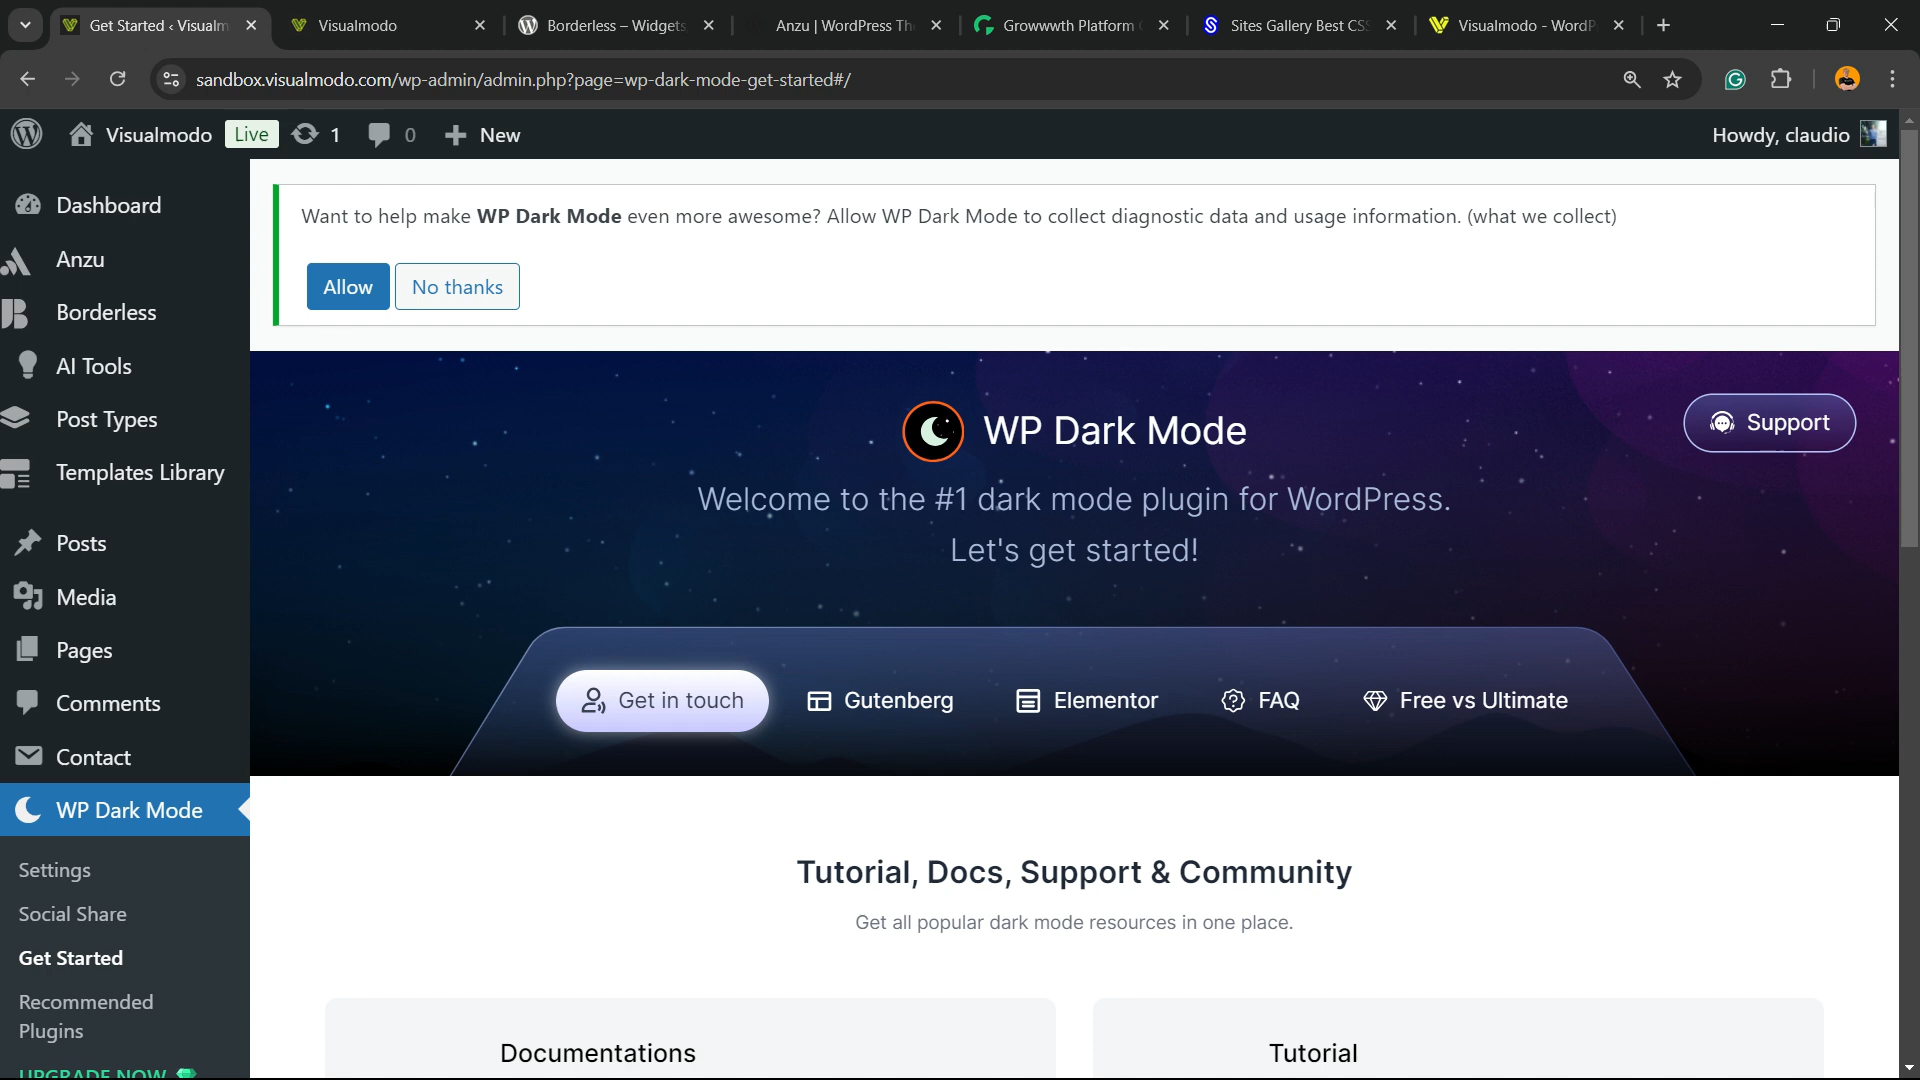 Get Started ‹ Visualm
Visualmodo
Borderless – Widgets
Anzu | WordPress Th
Growwwth Platform
Sites Gallery Best CSS
Visualmodo - WordP
sandbox.visualmodo.com/wp-admin/admin.php?page=wp-dark-mode-get-started#/
Visualmodo Live 1 0 New
Howdy, claudio
Dashboard
Anzu
Borderless
AI Tools
Post Types
Templates Library
Posts
Media
Pages
Comments
Contact
WP Dark Mode
Settings
Social Share
Get Started
Recommended
Plugins
UPGRADE NOW
Want to help make WP Dark Mode even more awesome? Allow WP Dark Mode to collect diagnostic data and usage information. (what we collect)
Allow
No thanks
WP Dark Mode
Support
Welcome to the #1 dark mode plugin for WordPress.
Let's get started!
Get in touch
Gutenberg
Elementor
FAQ
Free vs Ultimate
Tutorial, Docs, Support & Community
Get all popular dark mode resources in one place.
Documentations
Tutorial